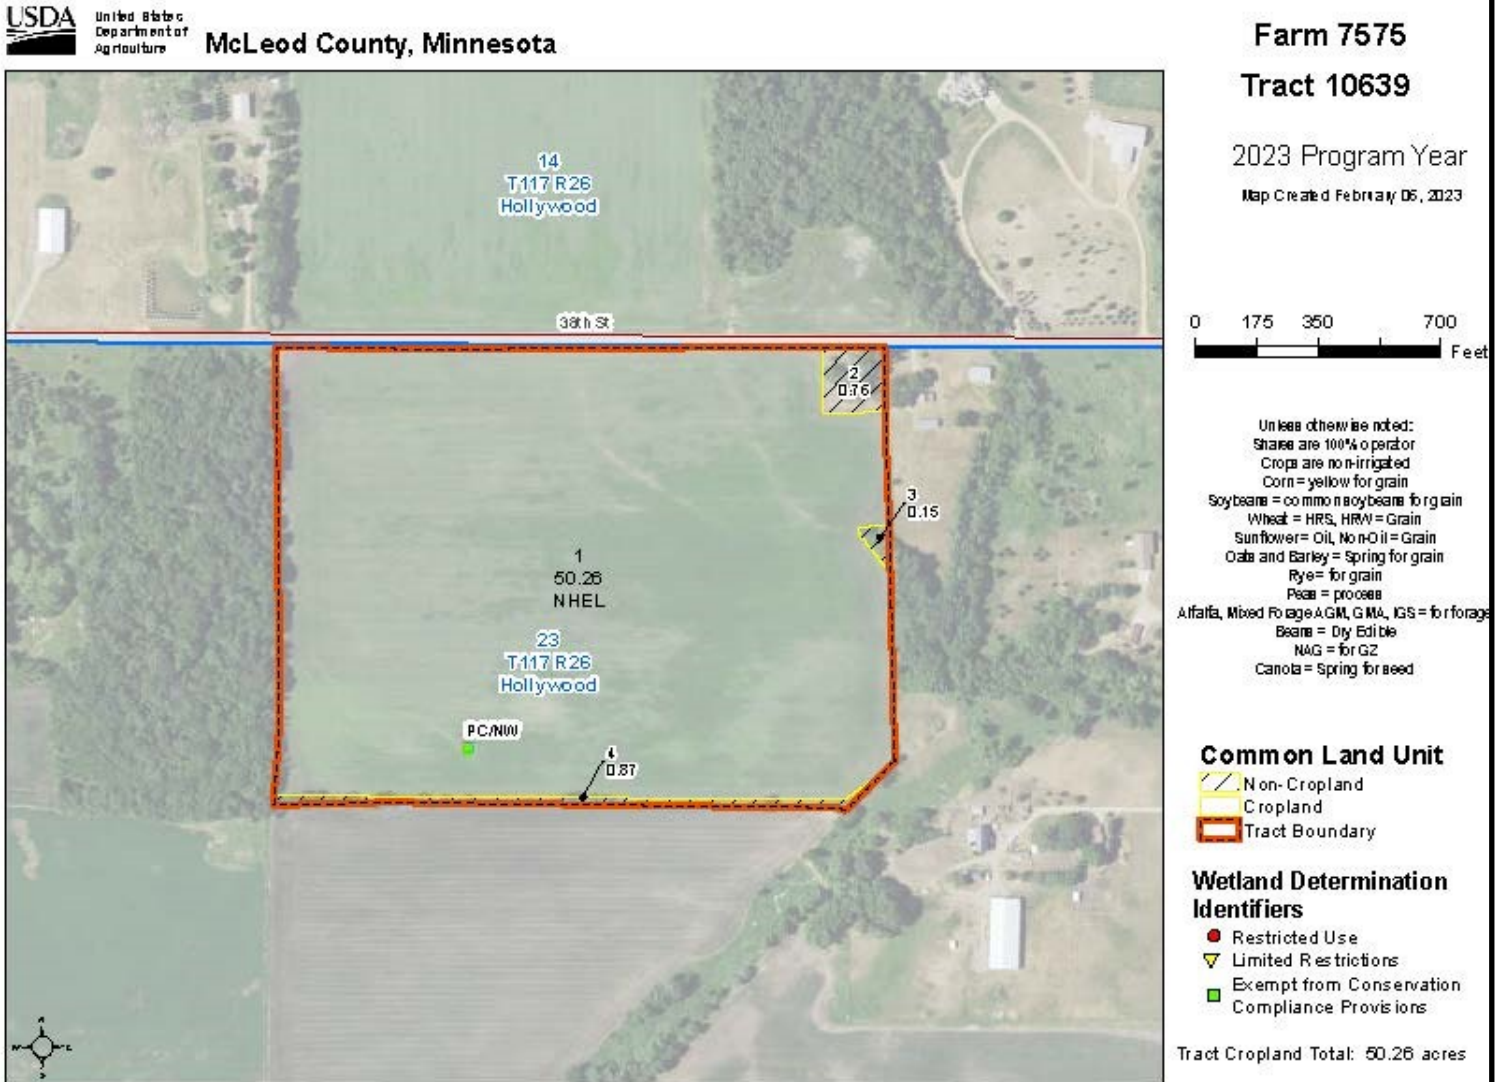 USDA
United States
Department of
Agriculture
McLeod County, Minnesota
Farm 7575
Tract 10639
2023 Program Year
Map Created February 06, 2023
14
T117 R26
Hollywood
38th St
0 175 350 700
Feet
2
0.76
3
0.15
1
50.26
NHEL
23
T117 R26
Hollywood
PC/NW
4
0.87
Unless otherwise noted:
Shares are 100% operator
Crops are non-irrigated
Corn = yellow for grain
Soybeans = common soybeans for grain
Wheat = HRS, HRW = Grain
Sunflower = Oil, Non-Oil = Grain
Oats and Barley = Spring for grain
Rye = for grain
Peas = process
Alfalfa, Mixed Forage AGM, GMA, IGS = for forage
Beans = Dry Edible
NAG = for GZ
Canola = Spring for seed
Common Land Unit
Non-Cropland
Cropland
Tract Boundary
Wetland Determination
Identifiers
Restricted Use
Limited Restrictions
Exempt from Conservation
Compliance Provisions
Tract Cropland Total: 50.26 acres